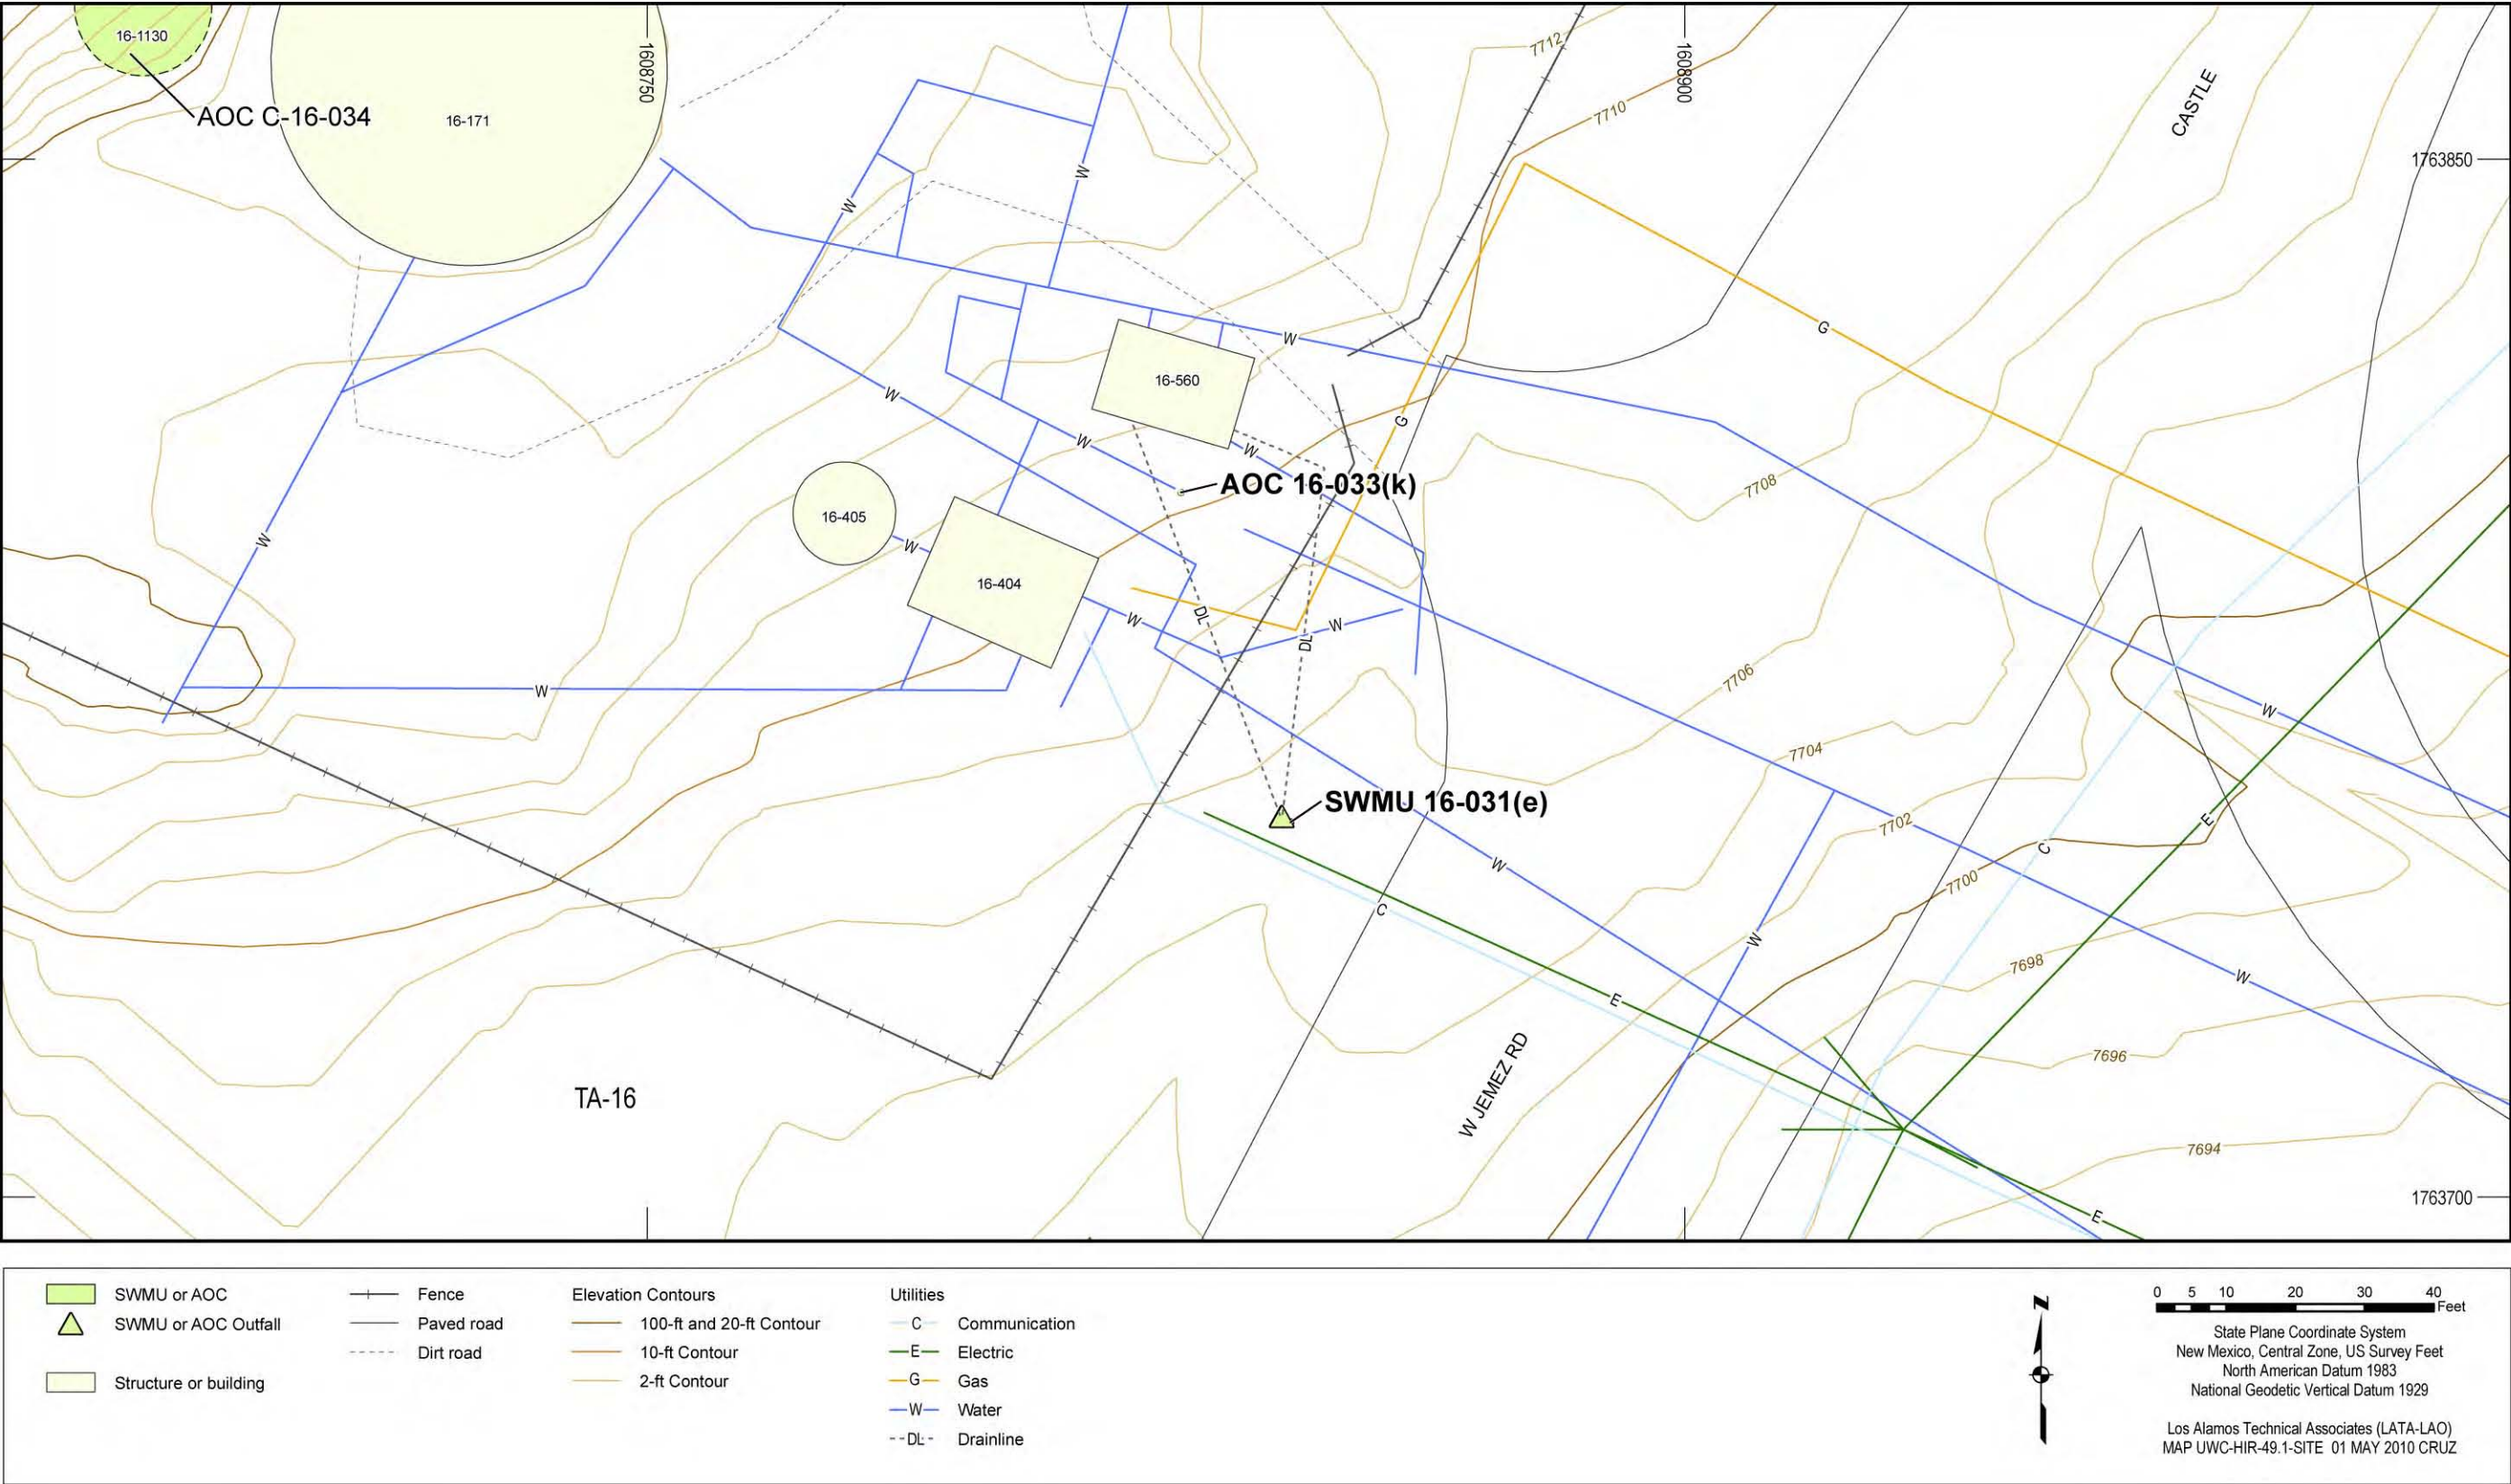 16-1130
AOC C-16-034
16-171
1608750
1608900
7712
7710
CASTLE
1763850
W
W
G
W
16-560
W
G
W
W
AOC 16-033(k)
7708
16-405
W
W
16-404
DL
W
W
DL
7706
W
W
7704
SWMU 16-031(e)
7702
E
C
W
7700
C
W
7698
W
E
W JEMEZ RD
7696
TA-16
7694
1763700
E
SWMU or AOC
SWMU or AOC Outfall
Structure or building
Fence
Paved road
Dirt road
Elevation Contours
100-ft and 20-ft Contour
10-ft Contour
2-ft Contour
Utilities
C Communication
E Electric
G Gas
W Water
DL Drainline
N
0 5 10 20 30 40
Feet
State Plane Coordinate System
New Mexico, Central Zone, US Survey Feet
North American Datum 1983
National Geodetic Vertical Datum 1929
Los Alamos Technical Associates (LATA-LAO)
MAP UWC-HIR-49.1-SITE 01 MAY 2010 CRUZ